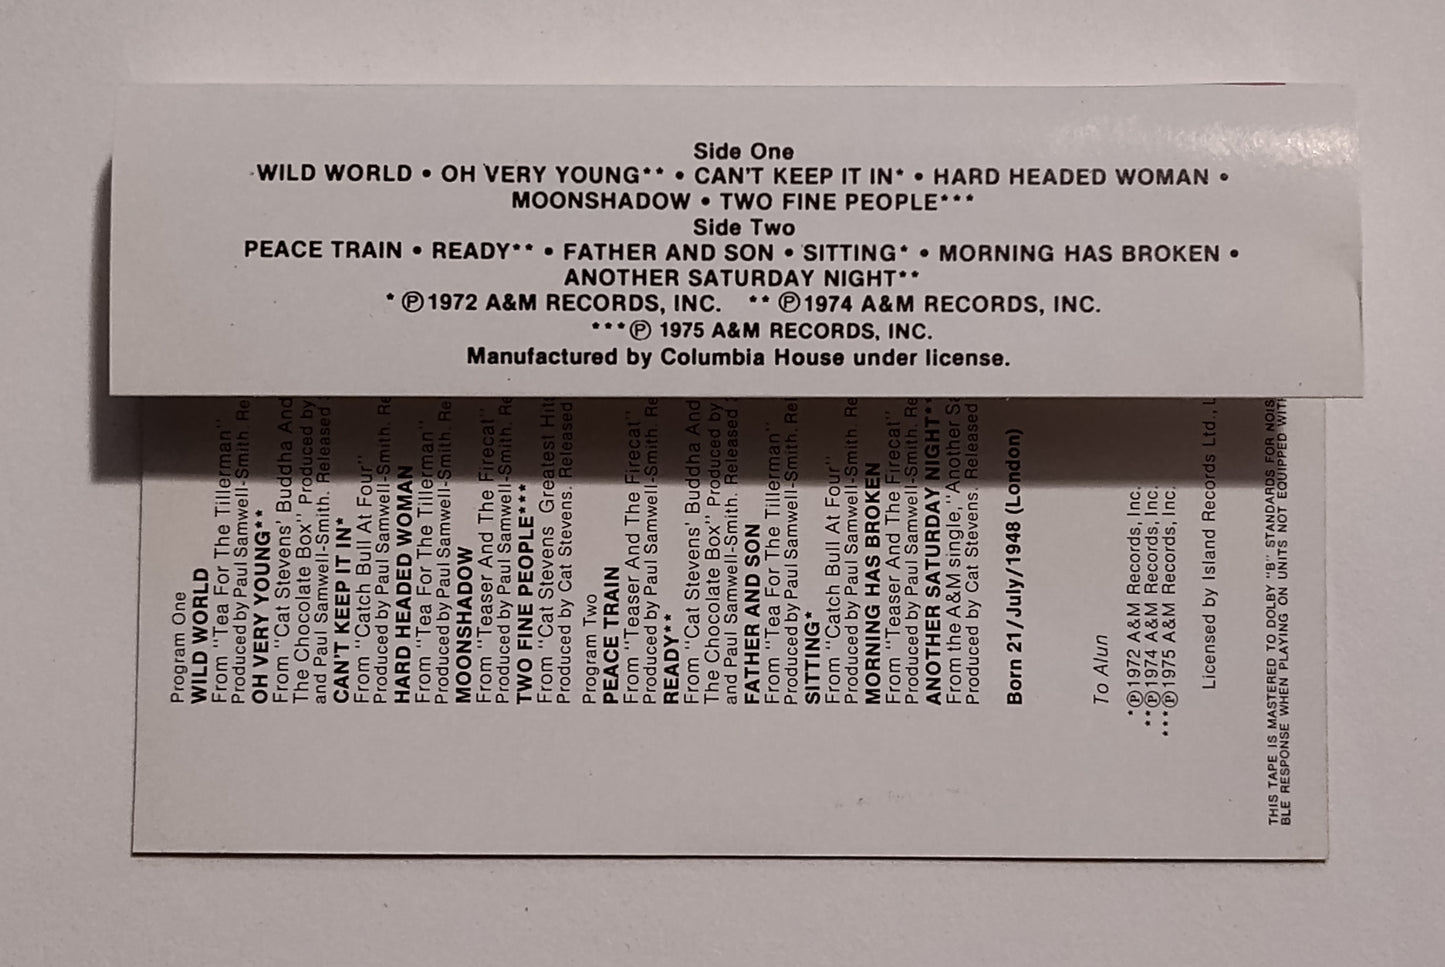 Side One
WILD WORLD • OH VERY YOUNG** • CAN'T KEEP IT IN* • HARD HEADED WOMAN •
MOONSHADOW • TWO FINE PEOPLE***
Side Two
PEACE TRAIN • READY** • FATHER AND SON • SITTING* • MORNING HAS BROKEN •
ANOTHER SATURDAY NIGHT**
* ℗1972 A&M RECORDS, INC. ** ℗1974 A&M RECORDS, INC.
***℗ 1975 A&M RECORDS, INC.
Manufactured by Columbia House under license.
Program One
WILD WORLD
From "Tea For The Tillerman"
Produced by Paul Samwell-Smith. Re
OH VERY YOUNG**
From "Cat Stevens' Buddha And
The Chocolate Box" Produced by
and Paul Samwell-Smith. Released
CAN'T KEEP IT IN*
From "Catch Bull At Four"
Produced by Paul Samwell-Smith. Re
HARD HEADED WOMAN
From "Tea For The Tillerman"
Produced by Paul Samwell-Smith. Re
MOONSHADOW
From "Teaser And The Firecat"
Produced by Paul Samwell-Smith. Re
TWO FINE PEOPLE***
From "Cat Stevens Greatest Hit
Produced by Cat Stevens. Released
Program Two
PEACE TRAIN
From "Teaser And The Firecat"
Produced by Paul Samwell-Smith. Re
READY**
From "Cat Stevens' Buddha And
The Chocolate Box" Produced by
and Paul Samwell-Smith. Released
FATHER AND SON
From "Tea For The Tillerman"
Produced by Paul Samwell-Smith. Rel
SITTING*
From "Catch Bull At Four"
Produced by Paul Samwell-Smith. Re
MORNING HAS BROKEN
From "Teaser And The Firecat"
Produced by Paul Samwell-Smith. Re
ANOTHER SATURDAY NIGHT**
From the A&M single, "Another Sa
Produced by Cat Stevens. Released
Born 21/July/1948 (London)
To Alun
*℗1972 A&M Records, Inc.
**℗1974 A&M Records, Inc.
***℗1975 A&M Records, Inc.
Licensed by Island Records Ltd., L
THIS TAPE IS MASTERED TO DOLBY "B" STANDARDS FOR NOIS
BLE RESPONSE WHEN PLAYING ON UNITS NOT EQUIPPED WITH